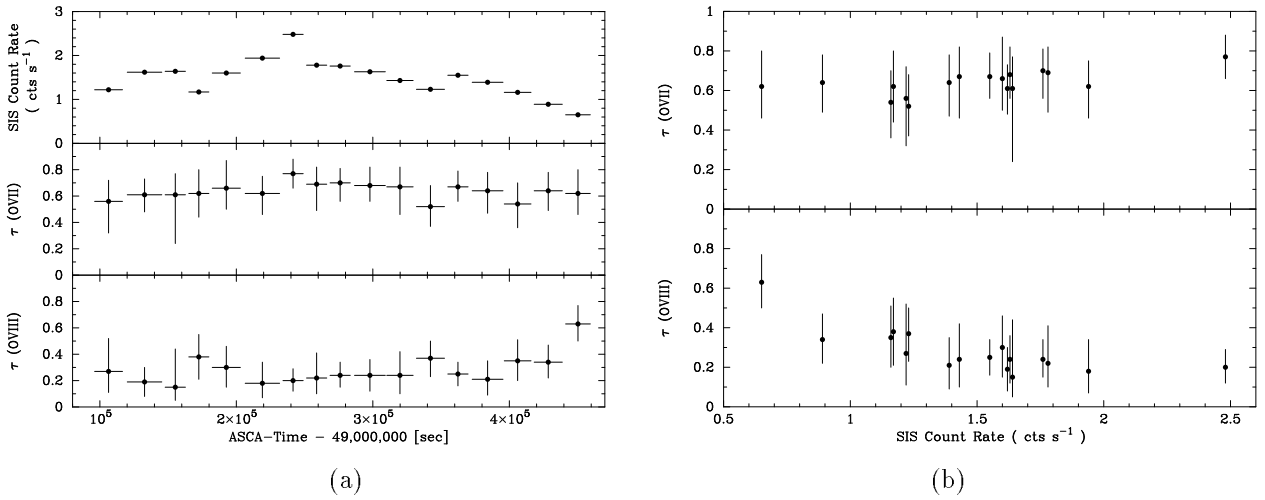 3
2
1
0
SIS Count Rate
( cts s⁻¹ )
0.8
0.6
0.4
0.2
0
τ (OVII)
0.8
0.6
0.4
0.2
0
τ (OVIII)
10⁵ 2×10⁵ 3×10⁵ 4×10⁵
ASCA-Time − 49,000,000 [sec]
(a)
1
0.8
0.6
0.4
0.2
0
τ (OVII)
0.8
0.6
0.4
0.2
0
τ (OVIII)
0.5 1 1.5 2 2.5
SIS Count Rate ( cts s⁻¹ )
(b)